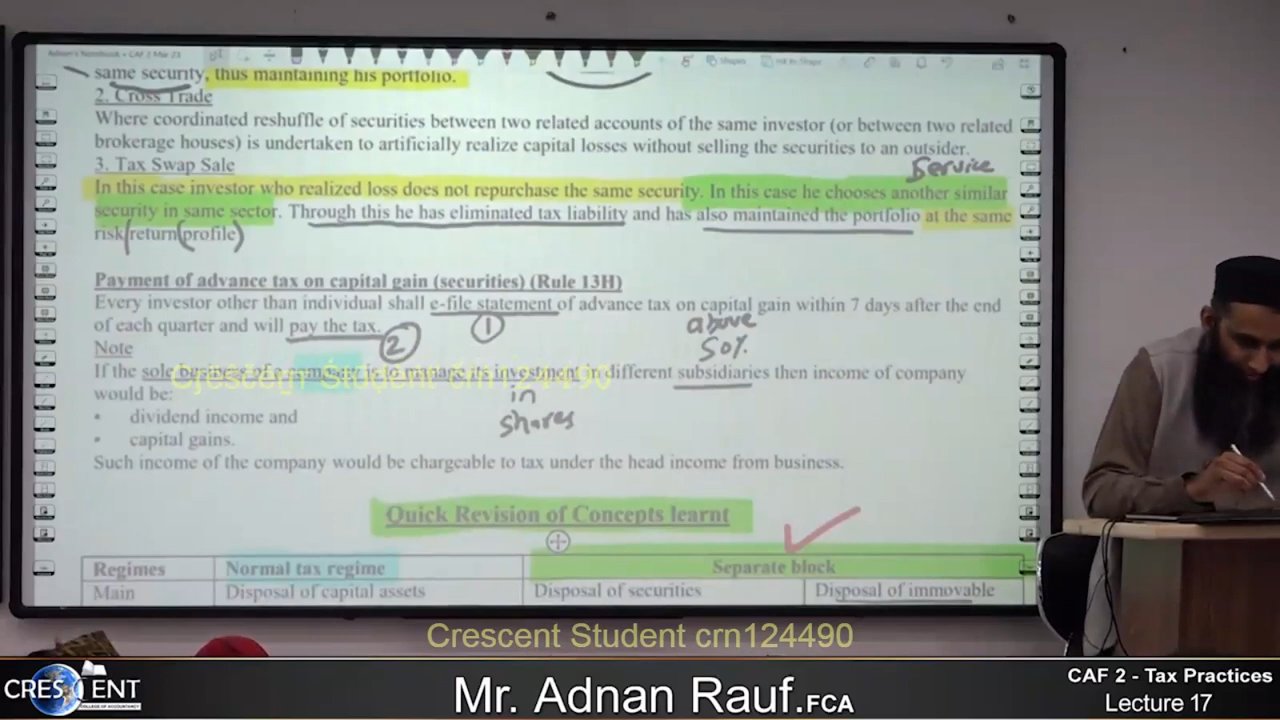 same security, thus maintaining his portfolio.
2. Cross Trade
Where coordinated reshuffle of securities between two related accounts of the same investor (or between two related
brokerage houses) is undertaken to artificially realize capital losses without selling the securities to an outsider.
3. Tax Swap Sale
Service
In this case investor who realized loss does not repurchase the same security. In this case he chooses another similar
security in same sector. Through this he has eliminated tax liability and has also maintained the portfolio at the same
risk/return(profile)
Payment of advance tax on capital gain (securities) (Rule 13H)
Every investor other than individual shall e-file statement of advance tax on capital gain within 7 days after the end
of each quarter and will pay the tax.
1
2
above
50%
Note
If the sole business of company is to manage its investment in different subsidiaries then income of company
would be:
in
shares
• dividend income and
• capital gains.
Such income of the company would be chargeable to tax under the head income from business.
Crescent Student crn124490
Quick Revision of Concepts learnt
Regimes Normal tax regime Separate block
Main Disposal of capital assets Disposal of securities Disposal of immovable
Crescent Student crn124490
CRESCENT
Mr. Adnan Rauf.FCA
CAF 2 - Tax Practices
Lecture 17